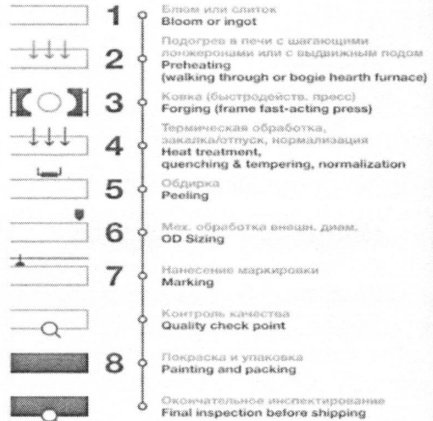 1
Блюм или слиток
Bloom or ingot
2
Подогрев в печи с шагающими
лонжеронами или с выдвижным подом
Preheating
(walking through or bogie hearth furnace)
3
Ковка (быстродейств. пресс)
Forging (frame fast-acting press)
4
Термическая обработка,
закалка/отпуск, нормализация
Heat treatment,
quenching & tempering, normalization
5
Обдирка
Peeling
6
Мех. обработка внешн. диам.
OD Sizing
7
Нанесение маркировки
Marking
Контроль качества
Quality check point
8
Покраска и упаковка
Painting and packing
Окончательное инспектирование
Final inspection before shipping